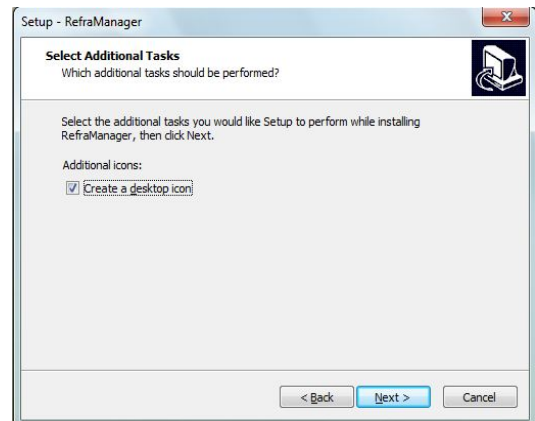 Setup - RefraManager
Select Additional Tasks
Which additional tasks should be performed?
Select the additional tasks you would like Setup to perform while installing
RefraManager, then click Next.
Additional icons:
Create a desktop icon
< Back Next > Cancel